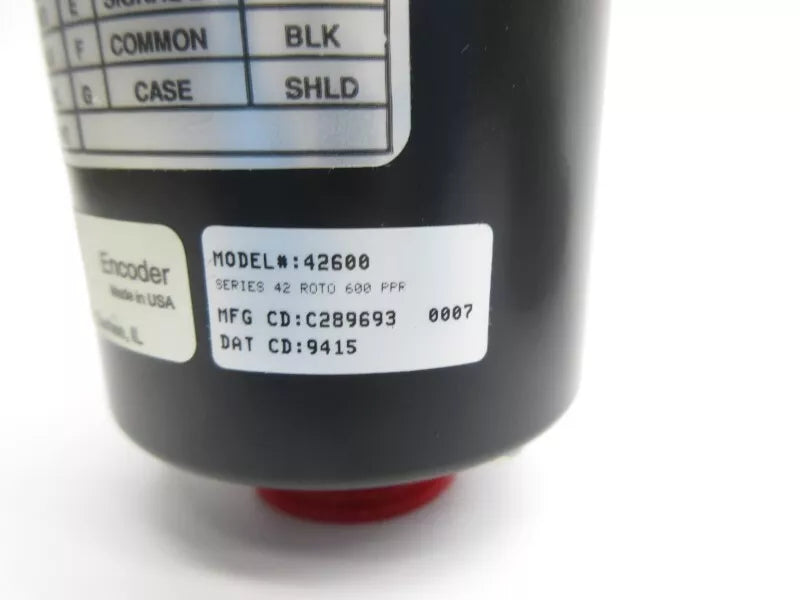 E SIGNAL
F COMMON BLK
G CASE SHLD
Encoder
Made in USA
IL
MODEL#:42600
SERIES 42 ROTO 600 PPR
MFG CD:C289693 0007
DAT CD:9415